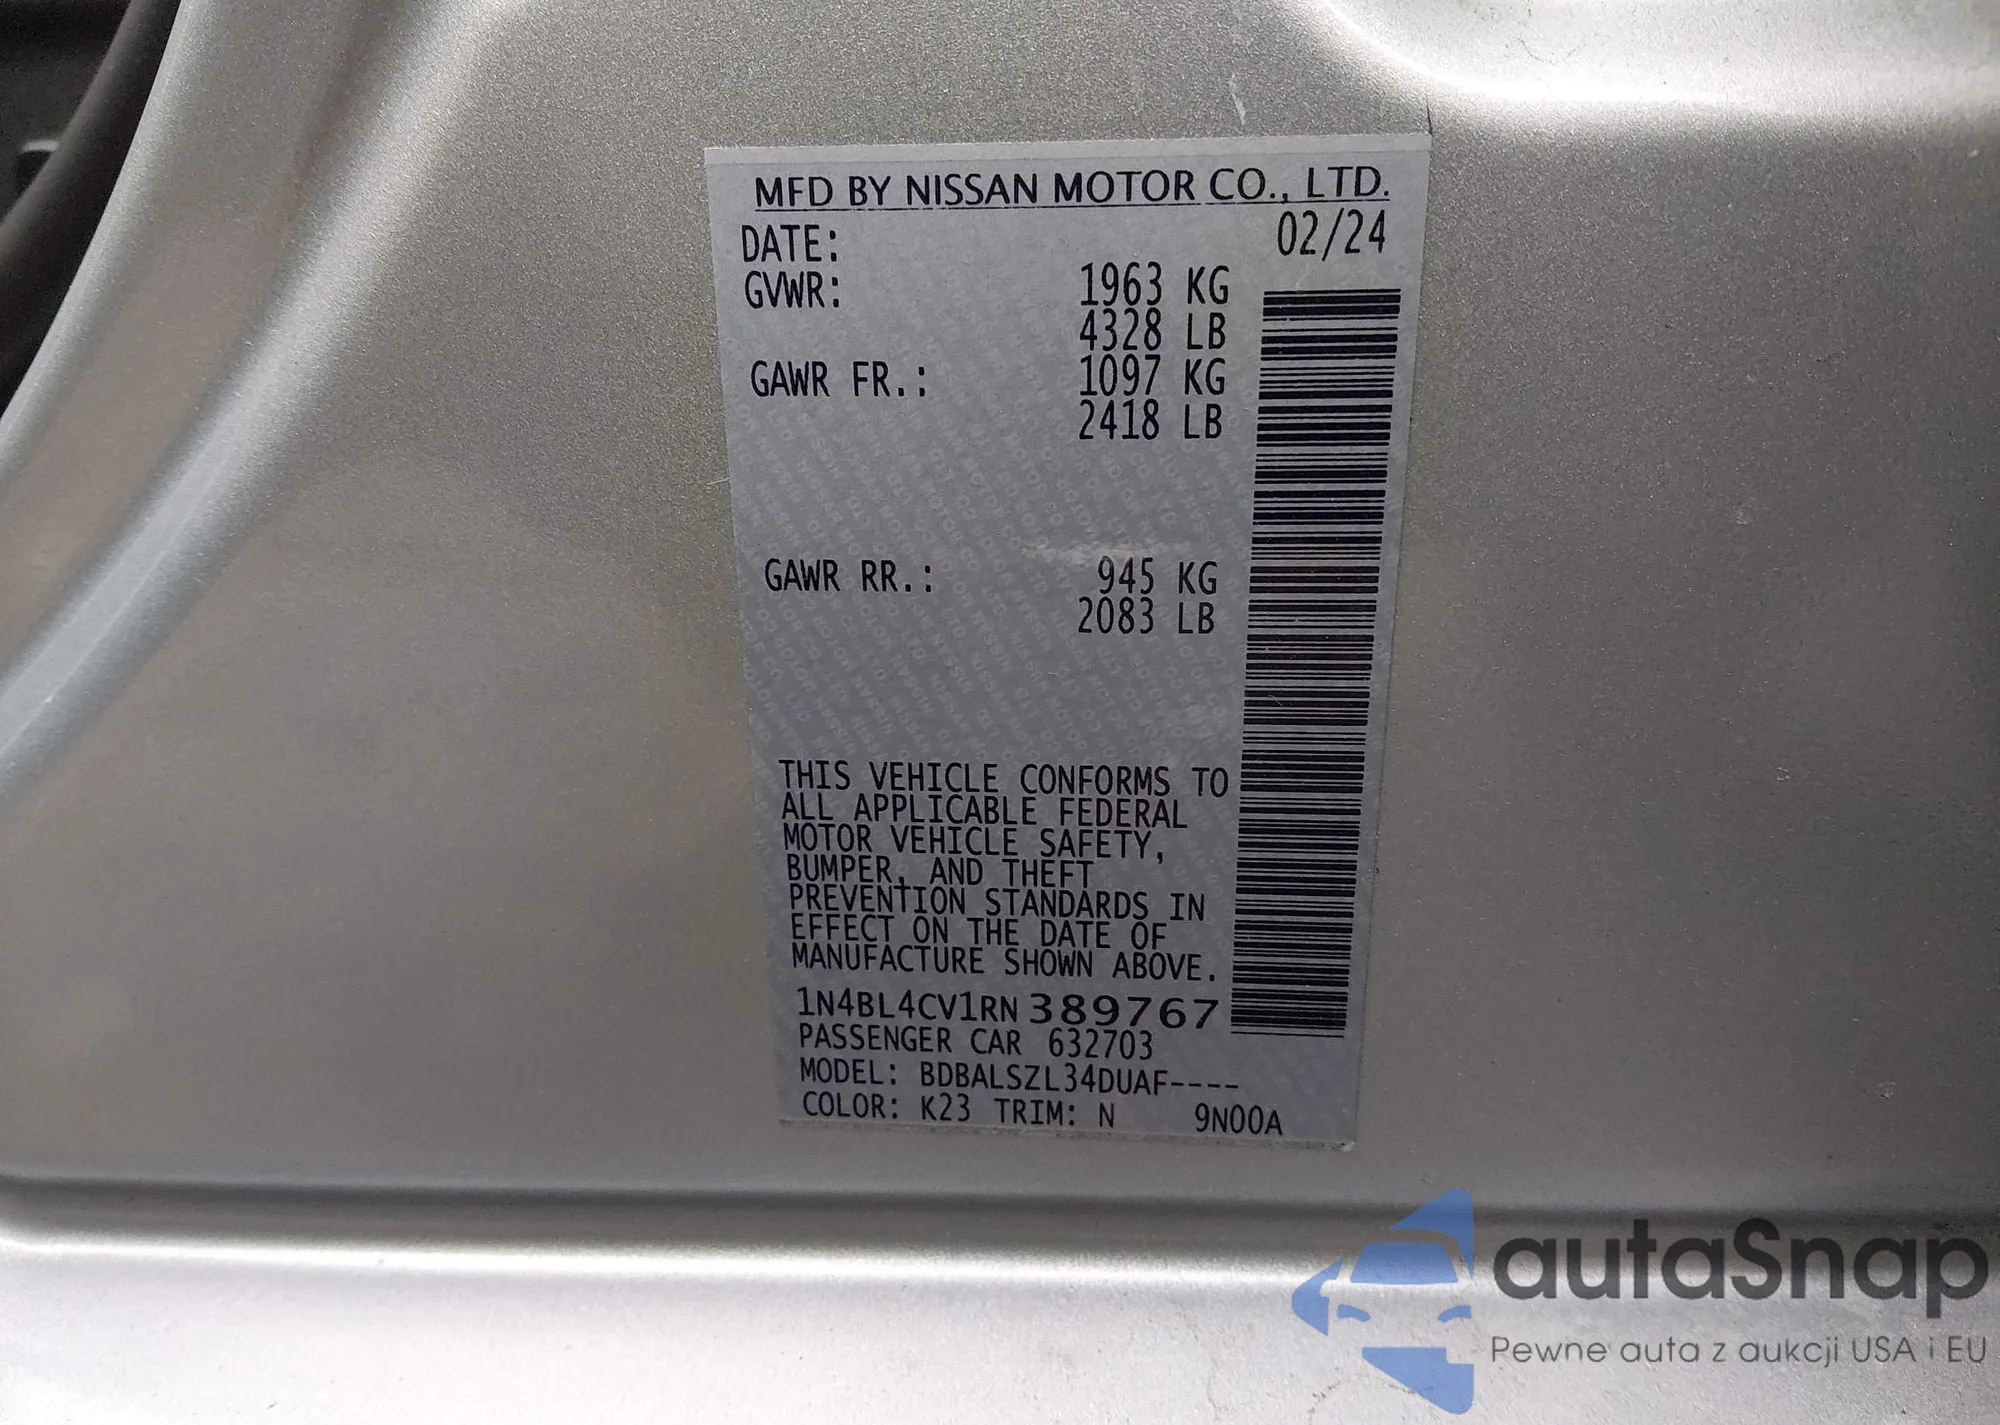 MFD BY NISSAN MOTOR CO., LTD.
DATE: 02/24
GVWR: 1963 KG
4328 LB
GAWR FR.: 1097 KG
2418 LB
GAWR RR.: 945 KG
2083 LB
THIS VEHICLE CONFORMS TO
ALL APPLICABLE FEDERAL
MOTOR VEHICLE SAFETY,
BUMPER, AND THEFT
PREVENTION STANDARDS IN
EFFECT ON THE DATE OF
MANUFACTURE SHOWN ABOVE.
1N4BL4CV1RN389767
PASSENGER CAR 632703
MODEL: BDBALSZL34DUAF----
COLOR: K23 TRIM: N 9N00A
autaSnap
Pewne auta z aukcji USA i EU